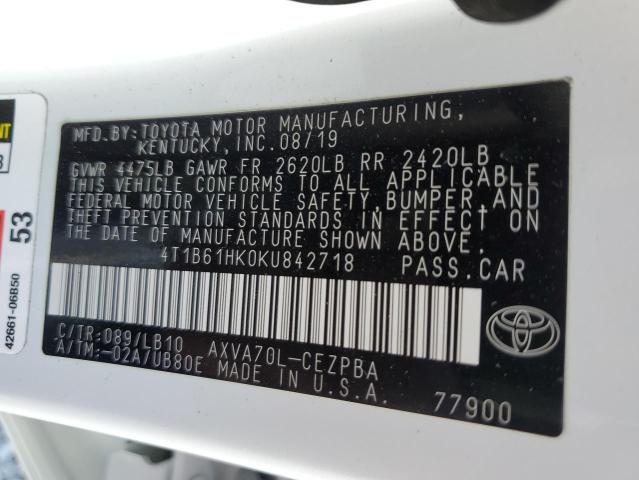 MFD.BY:TOYOTA MOTOR MANUFACTURING,
KENTUCKY, INC.08/19
GVWR 4475LB GAWR FR 2620LB RR 2420LB
THIS VEHICLE CONFORMS TO ALL APPLICABLE
FEDERAL MOTOR VEHICLE SAFETY, BUMPER, AND
THEFT PREVENTION STANDARDS IN EFFECT ON
THE DATE OF MANUFACTURE SHOWN ABOVE.
4T1B61HK0KU842718 PASS.CAR
C/TR:089/LB10 AXVA70L-CEZPBA
A/TM:-02A/UB80E MADE IN U.S.A.
77900
53
42661-06B50